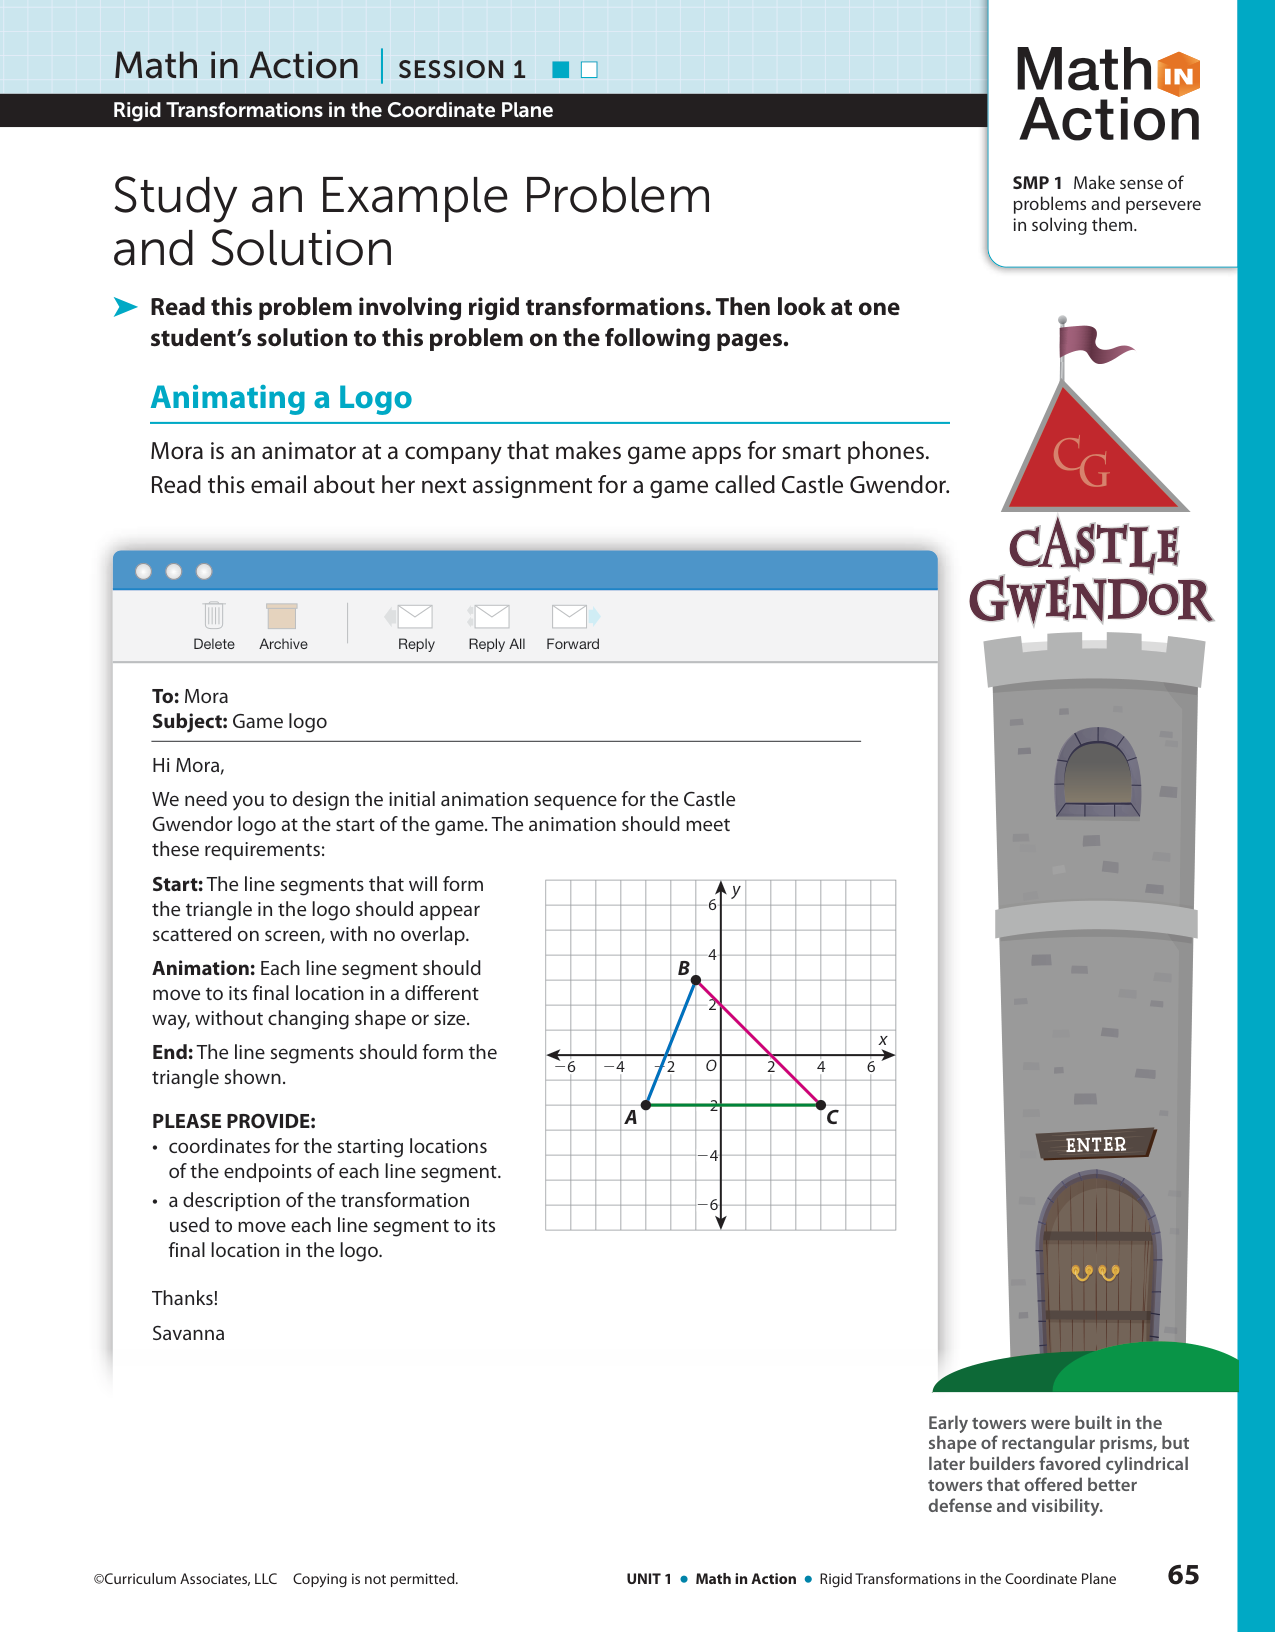 Math in Action | SESSION 1
Rigid Transformations in the Coordinate Plane
Math IN
Action
SMP 1 Make sense of
problems and persevere
in solving them.
Study an Example Problem
and Solution
Read this problem involving rigid transformations. Then look at one
student’s solution to this problem on the following pages.
Animating a Logo
Mora is an animator at a company that makes game apps for smart phones.
Read this email about her next assignment for a game called Castle Gwendor.
CG
CASTLE
GWENDOR
Delete Archive Reply Reply All Forward
To: Mora
Subject: Game logo
Hi Mora,
We need you to design the initial animation sequence for the Castle
Gwendor logo at the start of the game. The animation should meet
these requirements:
Start: The line segments that will form
the triangle in the logo should appear
scattered on screen, with no overlap.
Animation: Each line segment should
move to its final location in a different
way, without changing shape or size.
End: The line segments should form the
triangle shown.
PLEASE PROVIDE:
• coordinates for the starting locations
of the endpoints of each line segment.
• a description of the transformation
used to move each line segment to its
final location in the logo.
Thanks!
Savanna
y
6
4
B
2
x
−6 −4 −2 O 2 4 6
−2
A C
−4
−6
ENTER
Early towers were built in the
shape of rectangular prisms, but
later builders favored cylindrical
towers that offered better
defense and visibility.
©Curriculum Associates, LLC Copying is not permitted.
UNIT 1 • Math in Action • Rigid Transformations in the Coordinate Plane 65